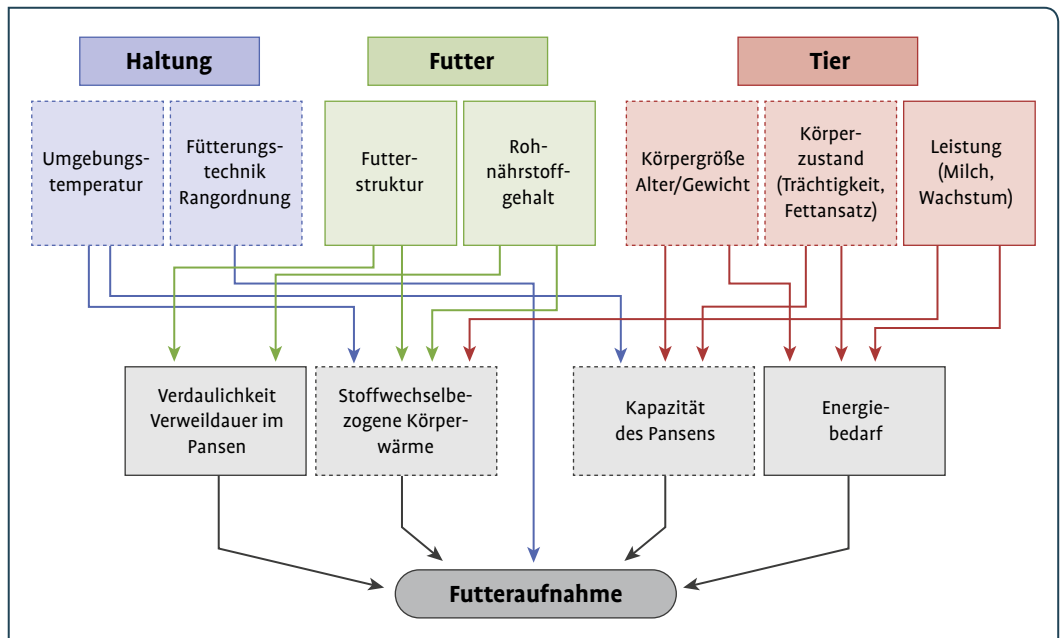 Haltung
Futter
Tier
Umgebungs-
temperatur
Fütterungs-
technik
Rangordnung
Futter-
struktur
Roh-
nährstoff-
gehalt
Körpergröße
Alter/Gewicht
Körper-
zustand
(Trächtigkeit,
Fettansatz)
Leistung
(Milch,
Wachstum)
Verdaulichkeit
Verweildauer im
Pansen
Stoffwechselbe-
zogene Körper-
wärme
Kapazität
des Pansens
Energie-
bedarf
Futteraufnahme